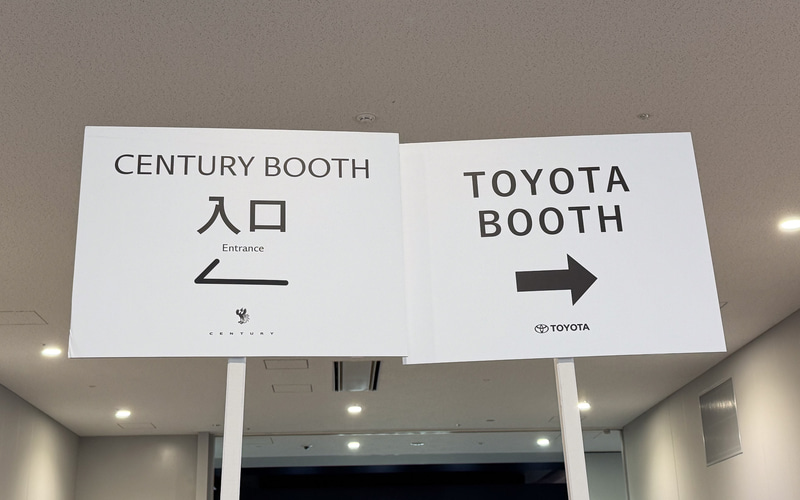 CENTURY BOOTH
入口
Entrance
CENTURY
TOYOTA
BOOTH
TOYOTA